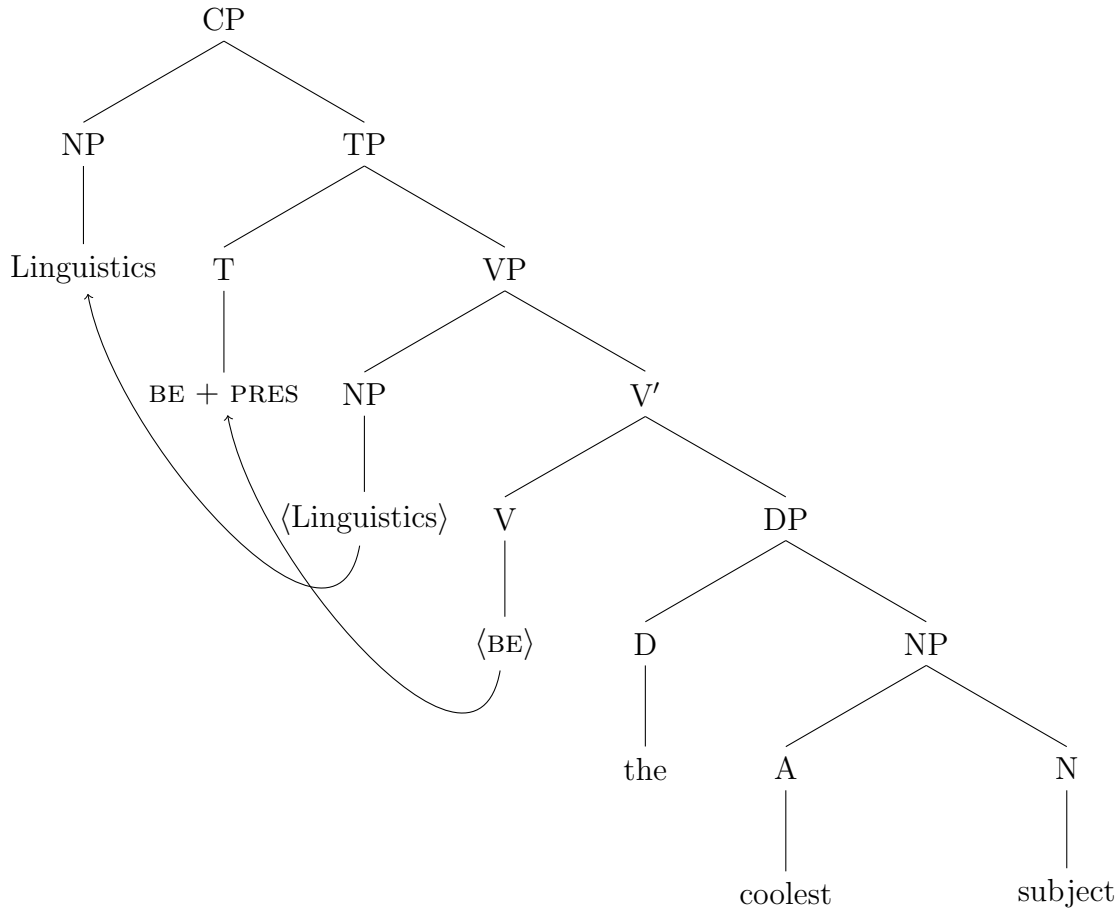 CP
NP TP
Linguistics T VP
BE + PRES NP V′
⟨Linguistics⟩ V DP
⟨BE⟩ D NP
the A N
coolest subject